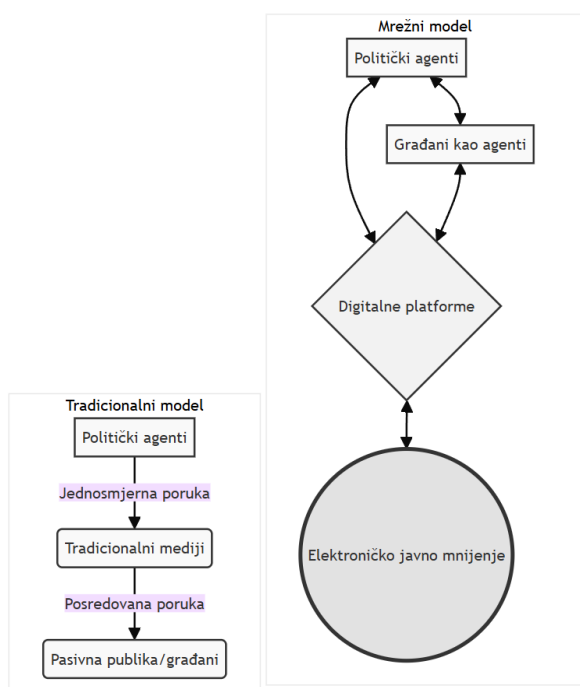 Mrežni model
Politički agenti
Građani kao agenti
Digitalne platforme
Elektroničko javno mnijenje
Tradicionalni model
Politički agenti
Jednosmjerna poruka
Tradicionalni mediji
Posredovana poruka
Pasivna publika/građani